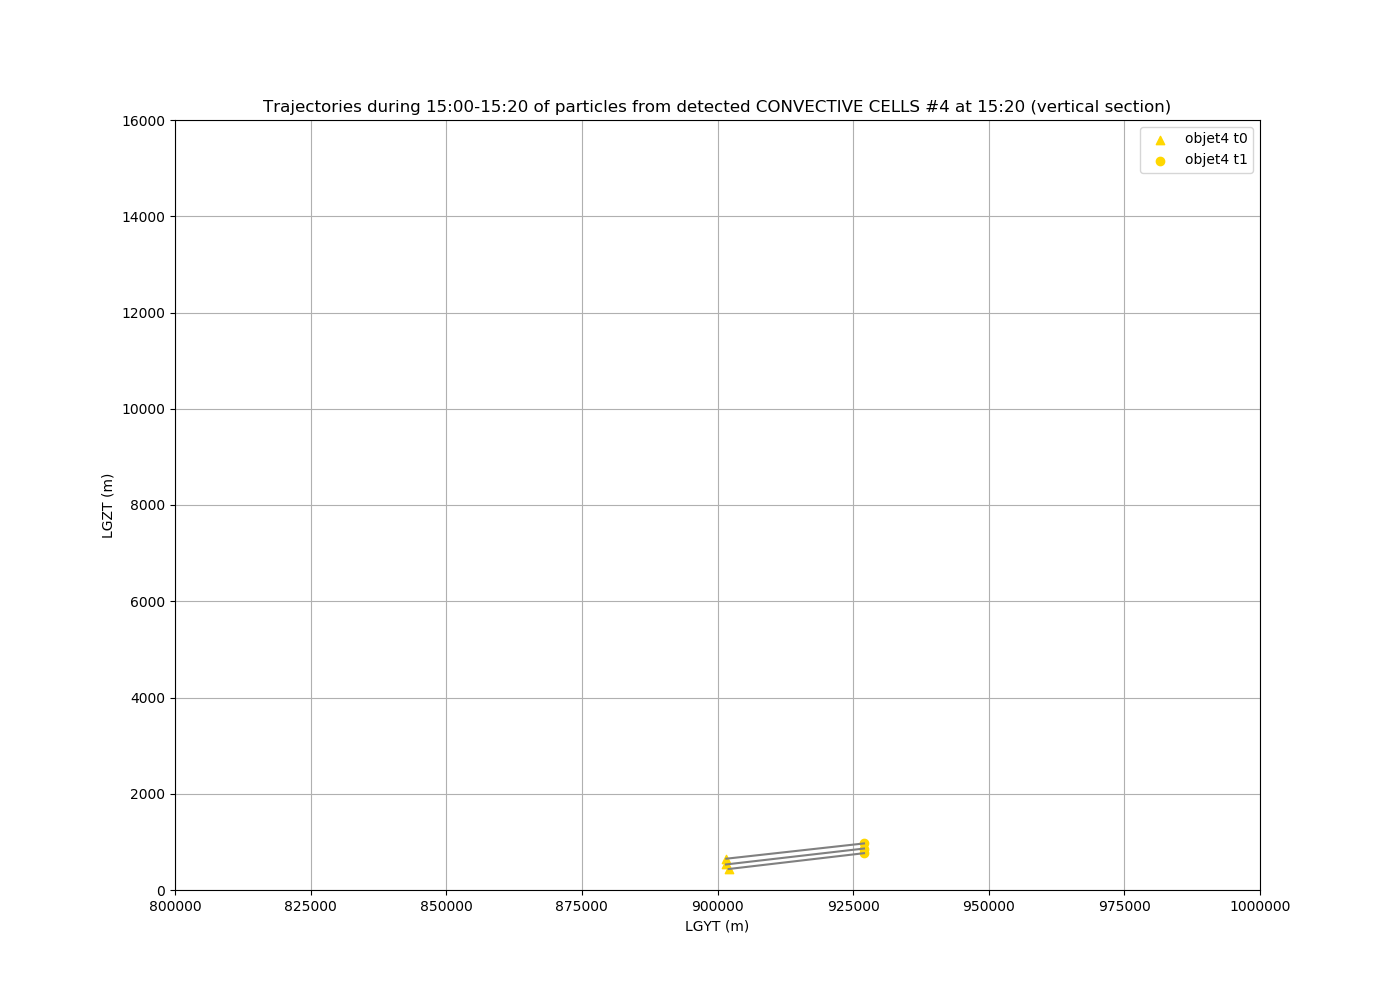 Trajectories during 15:00-15:20 of particles from detected CONVECTIVE CELLS #4 at 15:20 (vertical section)
objet4 t0
objet4 t1
16000
14000
12000
10000
8000
6000
4000
2000
0
LGZT (m)
800000 825000 850000 875000 900000 925000 950000 975000 1000000
LGYT (m)